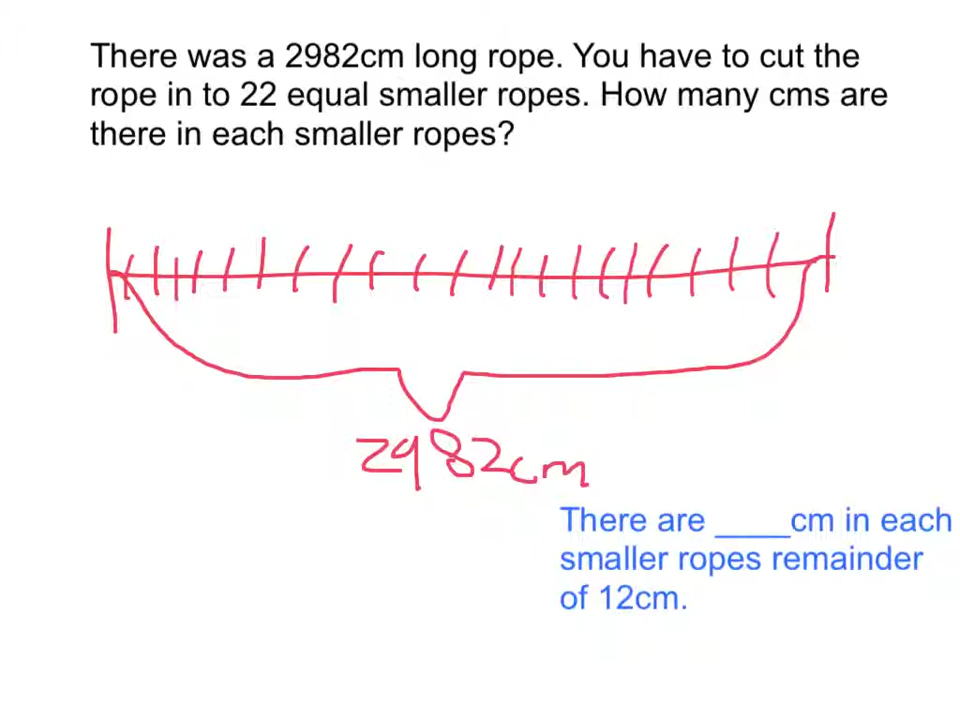 There was a 2982cm long rope. You have to cut the
rope in to 22 equal smaller ropes. How many cms are
there in each smaller ropes?
2982cm
There are ____cm in each
smaller ropes remainder
of 12cm.